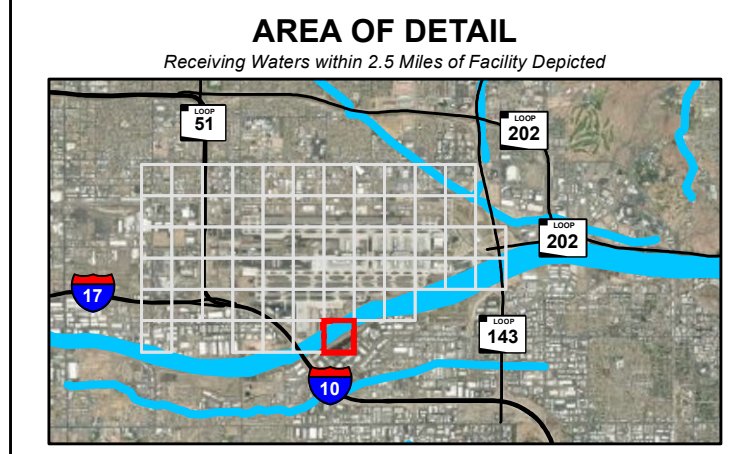 AREA OF DETAIL
Receiving Waters within 2.5 Miles of Facility Depicted
LOOP
51
LOOP
202
LOOP
202
17
LOOP
143
10